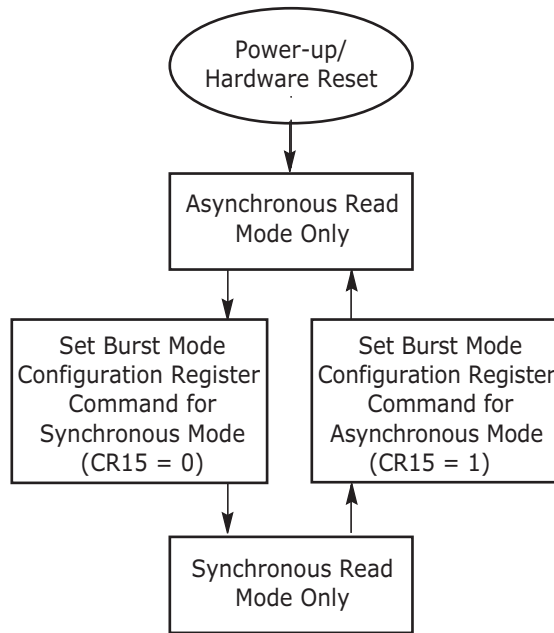 Power-up/
Hardware Reset
Asynchronous Read
Mode Only
Set Burst Mode
Configuration Register
Command for
Synchronous Mode
(CR15 = 0)
Set Burst Mode
Configuration Register
Command for
Asynchronous Mode
(CR15 = 1)
Synchronous Read
Mode Only